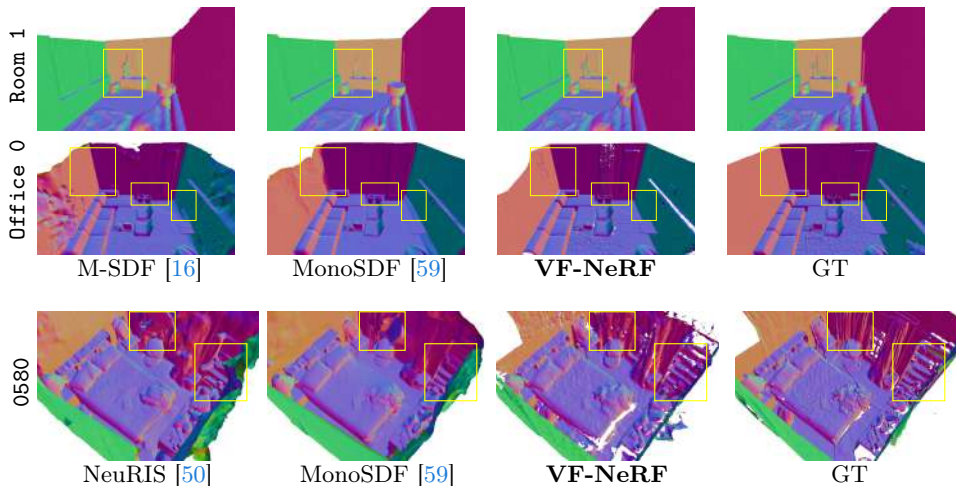 Room 1
Office 0
M-SDF [16] MonoSDF [59] VF-NeRF GT
0580
NeuRIS [50] MonoSDF [59] VF-NeRF GT